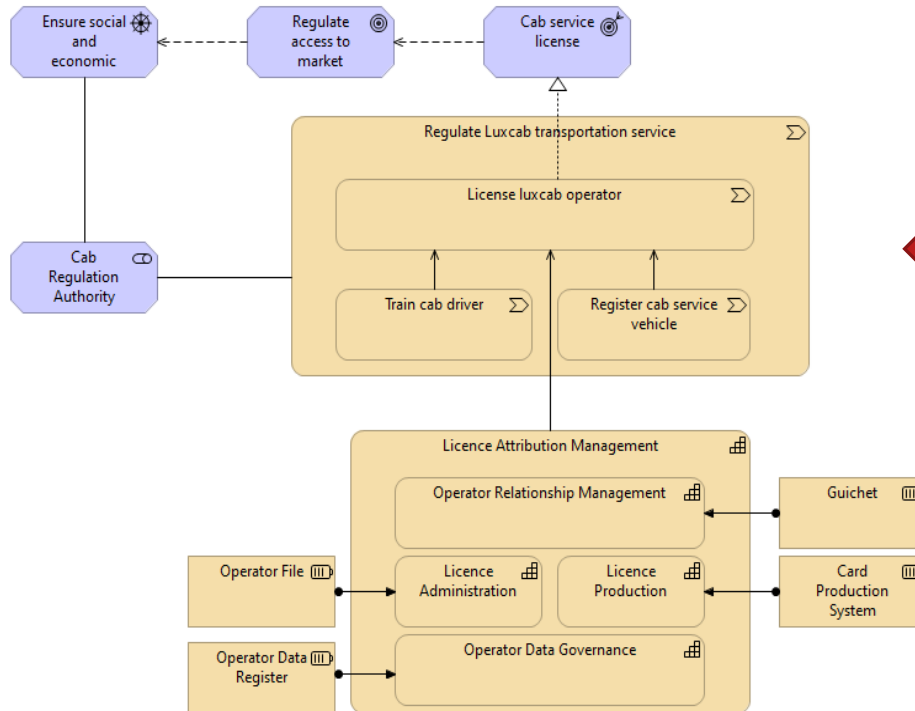 Ensure social
and
economic
Regulate
access to
market
Cab service
license
Regulate Luxcab transportation service
License luxcab operator
Cab
Regulation
Authority
Train cab driver
Register cab service
vehicle
Licence Attribution Management
Operator Relationship Management
Guichet
Operator File
Licence
Administration
Licence
Production
Card
Production
System
Operator Data
Register
Operator Data Governance